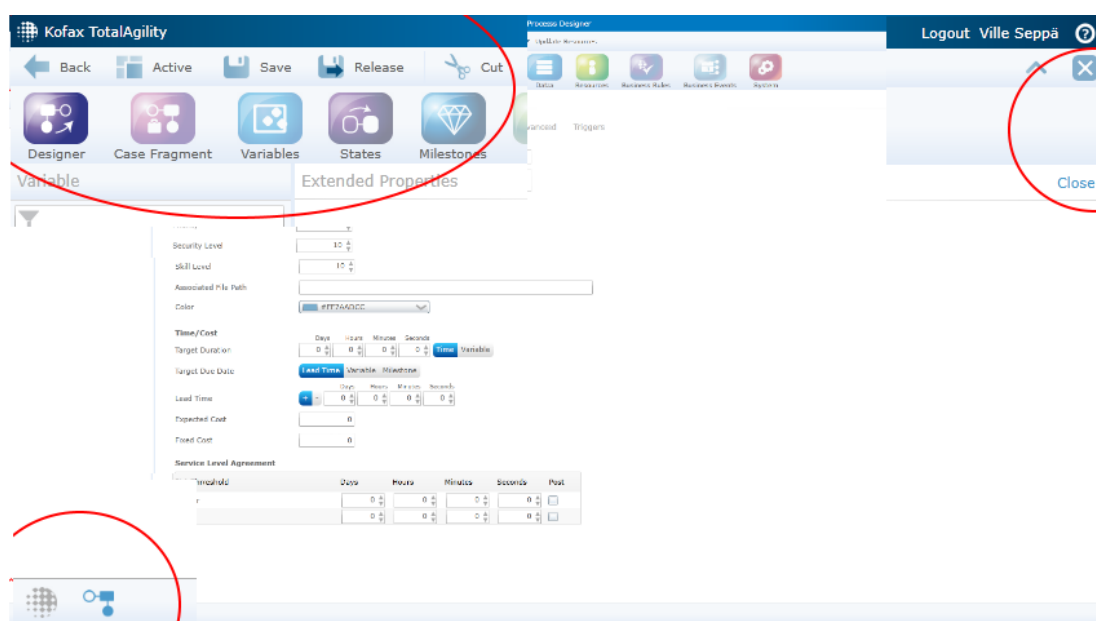 Kofax TotalAgility
Process Designer
Logout Ville Seppä ?
Back Active Save Release Cut
Update Resources
Data Resources Business Rules Business Events System
Designer Case Fragment Variables States Milestones
Triggers
Variable Extended Properties
Close
Security Level 10
Skill Level 10
Associated File Path
Color
Time/Cost
Days Hours Minutes Seconds
Target Duration 0 0 0 0 Time Variable
Target Due Date Lead Time Variable Milestone
Days Hours Minutes Seconds
Lead Time + - 0 0 0 0
Expected Cost 0
Fixed Cost 0
Service Level Agreement
Days Hours Minutes Seconds Post
0 0 0 0
0 0 0 0